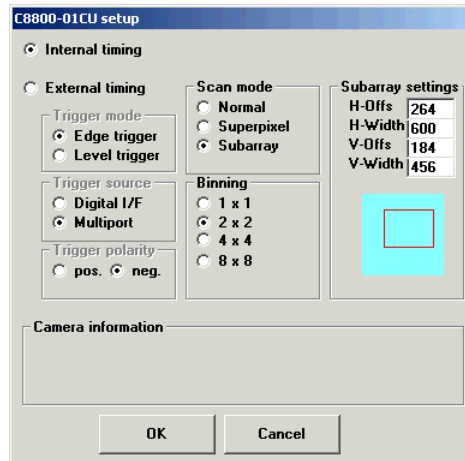 C8800-01CU setup
Internal timing
External timing
Trigger mode
Edge trigger
Level trigger
Trigger source
Digital I/F
Multiport
Trigger polarity
pos. neg.
Scan mode
Normal
Superpixel
Subarray
Binning
1 x 1
2 x 2
4 x 4
8 x 8
Subarray settings
H-Offs 264
H-Width 600
V-Offs 184
V-Width 456
Camera information
OK Cancel